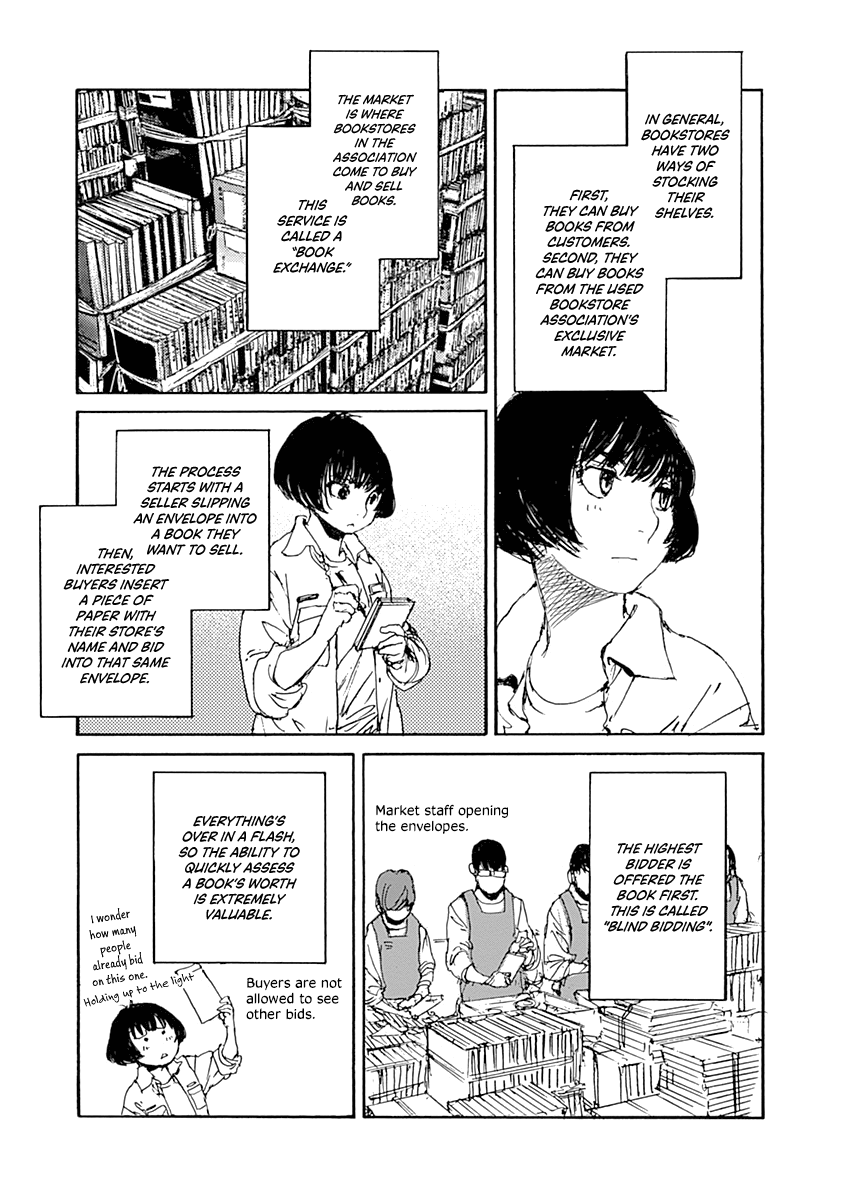 IN GENERAL,
BOOKSTORES
HAVE TWO
WAYS OF
STOCKING
THEIR
SHELVES.
FIRST,
THEY CAN BUY
BOOKS FROM
CUSTOMERS.
SECOND, THEY
CAN BUY BOOKS
FROM THE USED
BOOKSTORE
ASSOCIATION'S
EXCLUSIVE
MARKET.
THE MARKET
IS WHERE
BOOKSTORES
IN THE
ASSOCIATION
COME TO BUY
AND SELL
BOOKS.
THIS
SERVICE IS
CALLED A
"BOOK
EXCHANGE."
THE PROCESS
STARTS WITH A
SELLER SLIPPING
AN ENVELOPE INTO
A BOOK THEY
WANT TO SELL.
THEN,
INTERESTED
BUYERS INSERT
A PIECE OF
PAPER WITH
THEIR STORE'S
NAME AND BID
INTO THAT SAME
ENVELOPE.
THE HIGHEST
BIDDER IS
OFFERED THE
BOOK FIRST.
THIS IS CALLED
"BLIND BIDDING".
Market staff opening
the envelopes.
EVERYTHING'S
OVER IN A FLASH,
SO THE ABILITY TO
QUICKLY ASSESS
A BOOK'S WORTH
IS EXTREMELY
VALUABLE.
Buyers are not
allowed to see
other bids.
I wonder
how many
people
already bid
on this one.
Holding up to the light